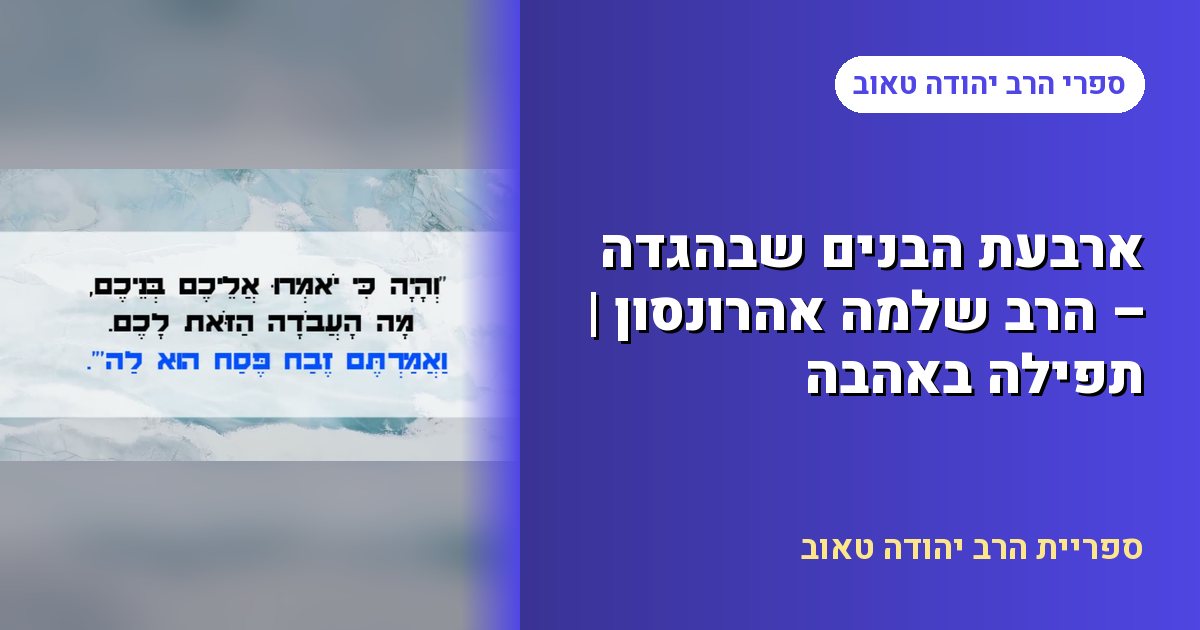 ספרי הרב יהודה טאוב
ארבעת הבנים שבהגדה
– הרב שלמה אהרונסון |
תפילה באהבה
ספריית הרב יהודה טאוב
"וְהָיָה כִּי יֹאמְרוּ אֲלֵיכֶם בְּנֵיכֶם,
מָה הָעֲבֹדָה הַזֹּאת לָכֶם.
וַאֲמַרְתֶּם זֶבַח פֶּסַח הוּא לַה'".